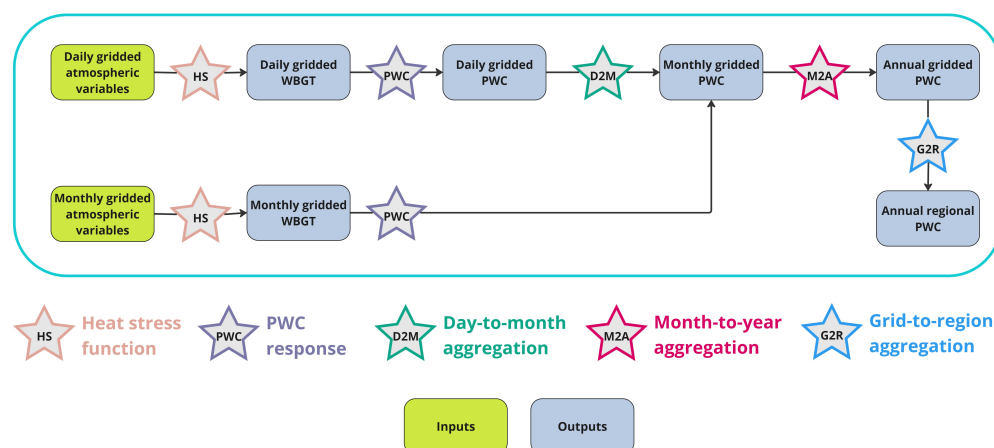 Daily gridded
atmospheric
variables
HS
Daily gridded
WBGT
PWC
Daily gridded
PWC
D2M
Monthly gridded
PWC
M2A
Annual gridded
PWC
G2R
Monthly gridded
atmospheric
variables
HS
Monthly gridded
WBGT
PWC
Annual regional
PWC
HS
Heat stress
function
PWC
PWC
response
D2M
Day-to-month
aggregation
M2A
Month-to-year
aggregation
G2R
Grid-to-region
aggregation
Inputs
Outputs